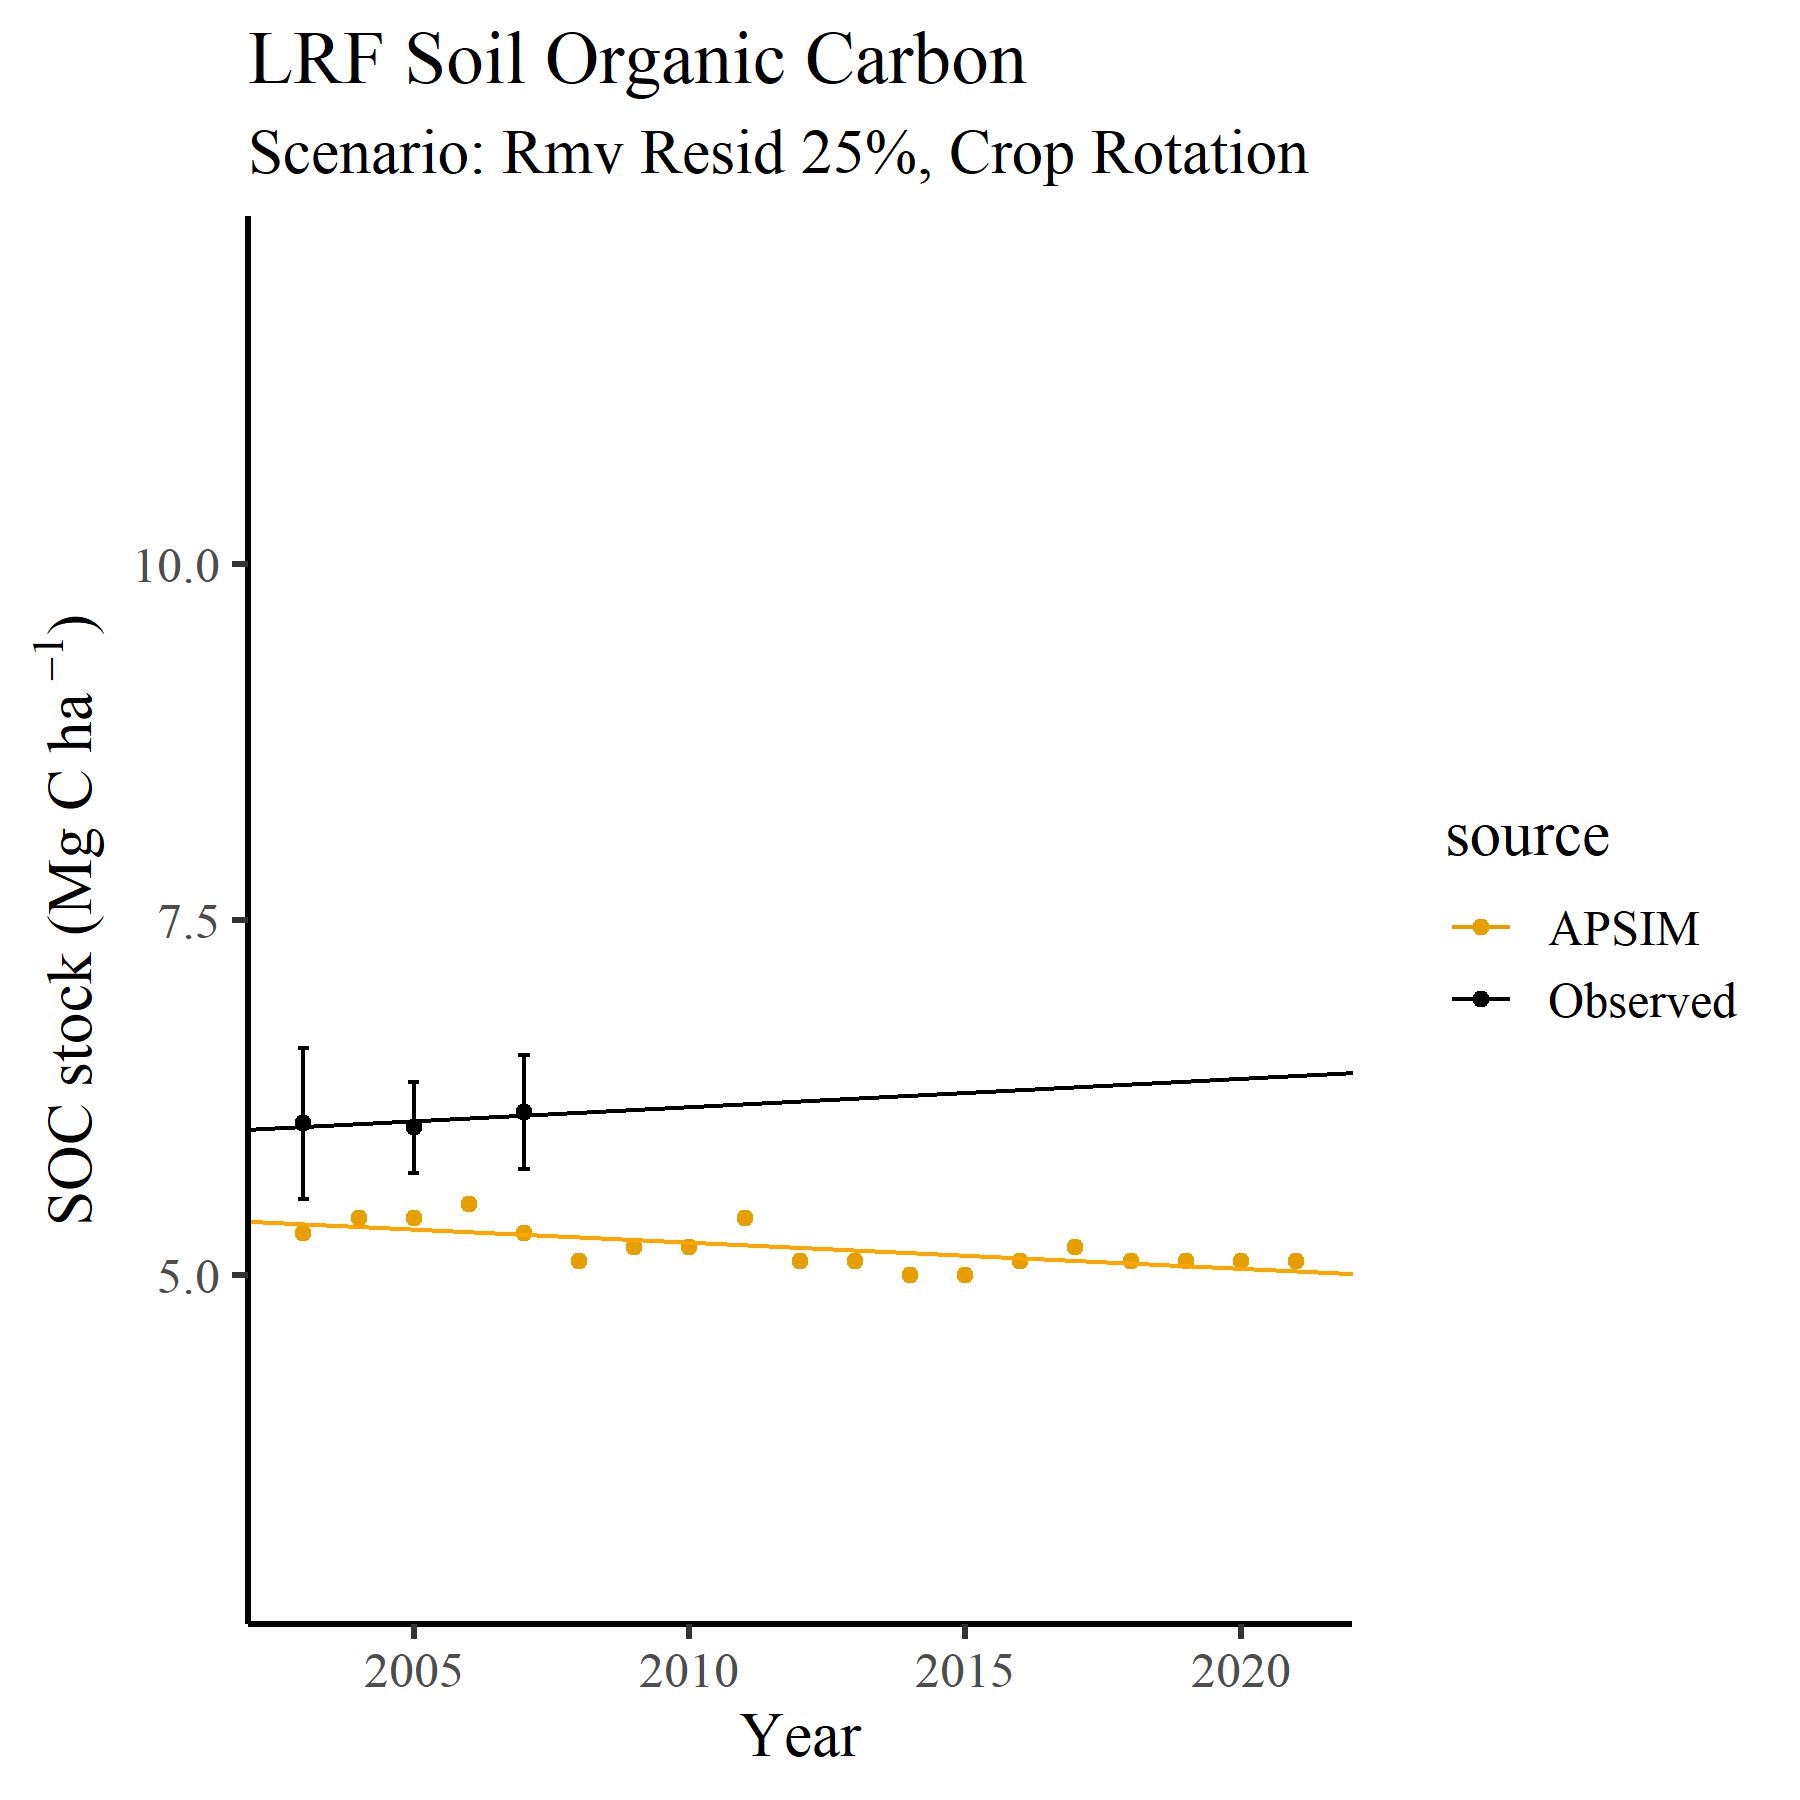 LRF Soil Organic Carbon
Scenario: Rmv Resid 25%, Crop Rotation
SOC stock (Mg C ha⁻¹)
10.0
7.5
5.0
2005 2010 2015 2020
Year
source
APSIM
Observed